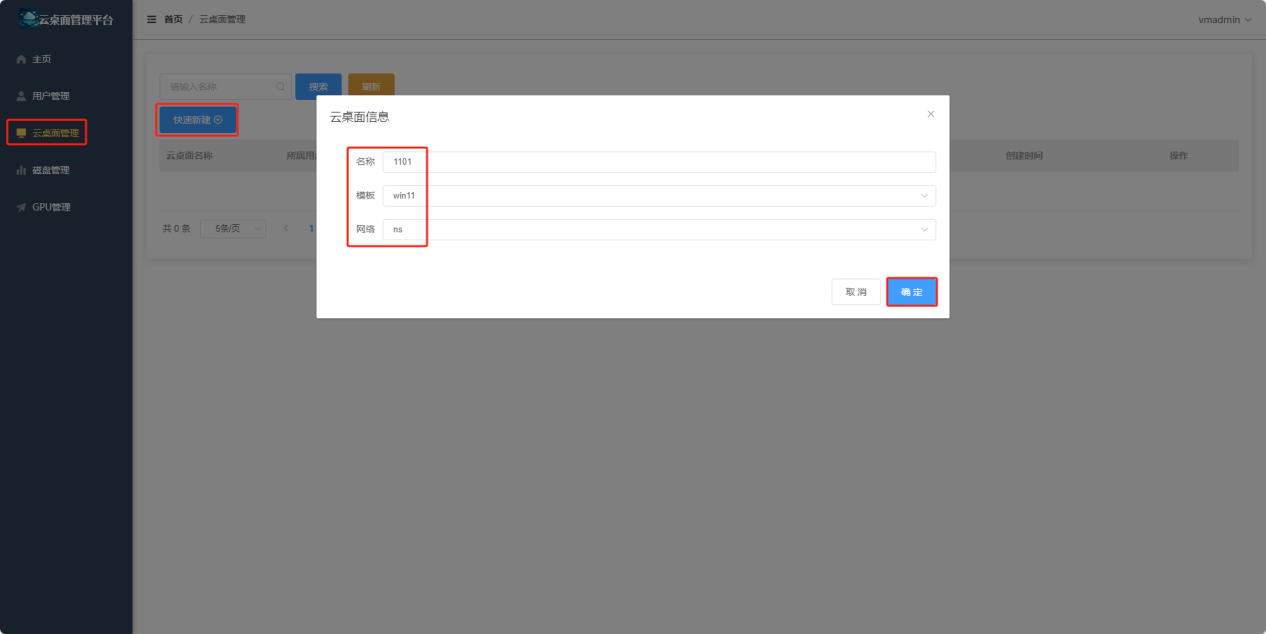 云桌面管理平台
首页 / 云桌面管理
vmadmin
主页
用户管理
云桌面管理
磁盘管理
GPU管理
请输入名称
搜索
刷新
快速新建
云桌面名称
所属用
创建时间
操作
共 0 条
5条/页
1
云桌面信息
名称 1101
模板 win11
网络 ns
取 消
确 定